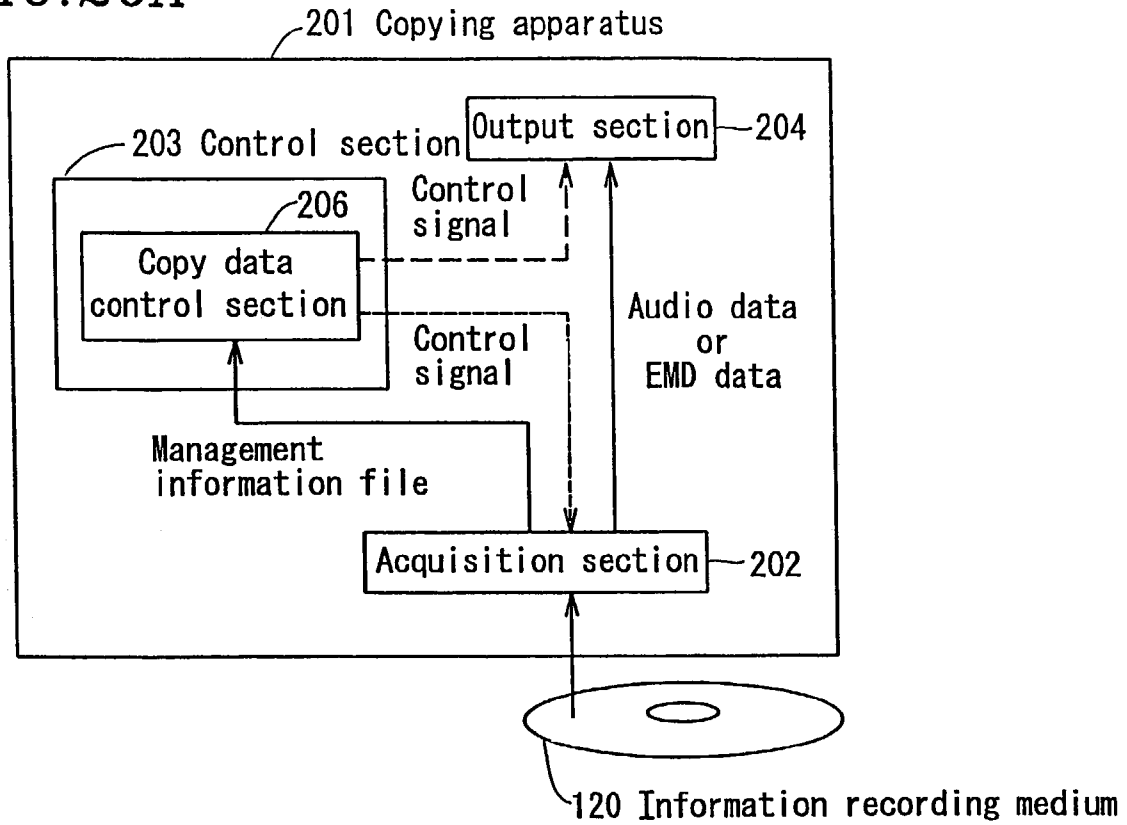 201 Copying apparatus
Output section
204
203 Control section
Control
signal
206
Copy data
control section
Audio data
or
EMD data
Control
signal
Management
information file
Acquisition section
202
120 Information recording medium